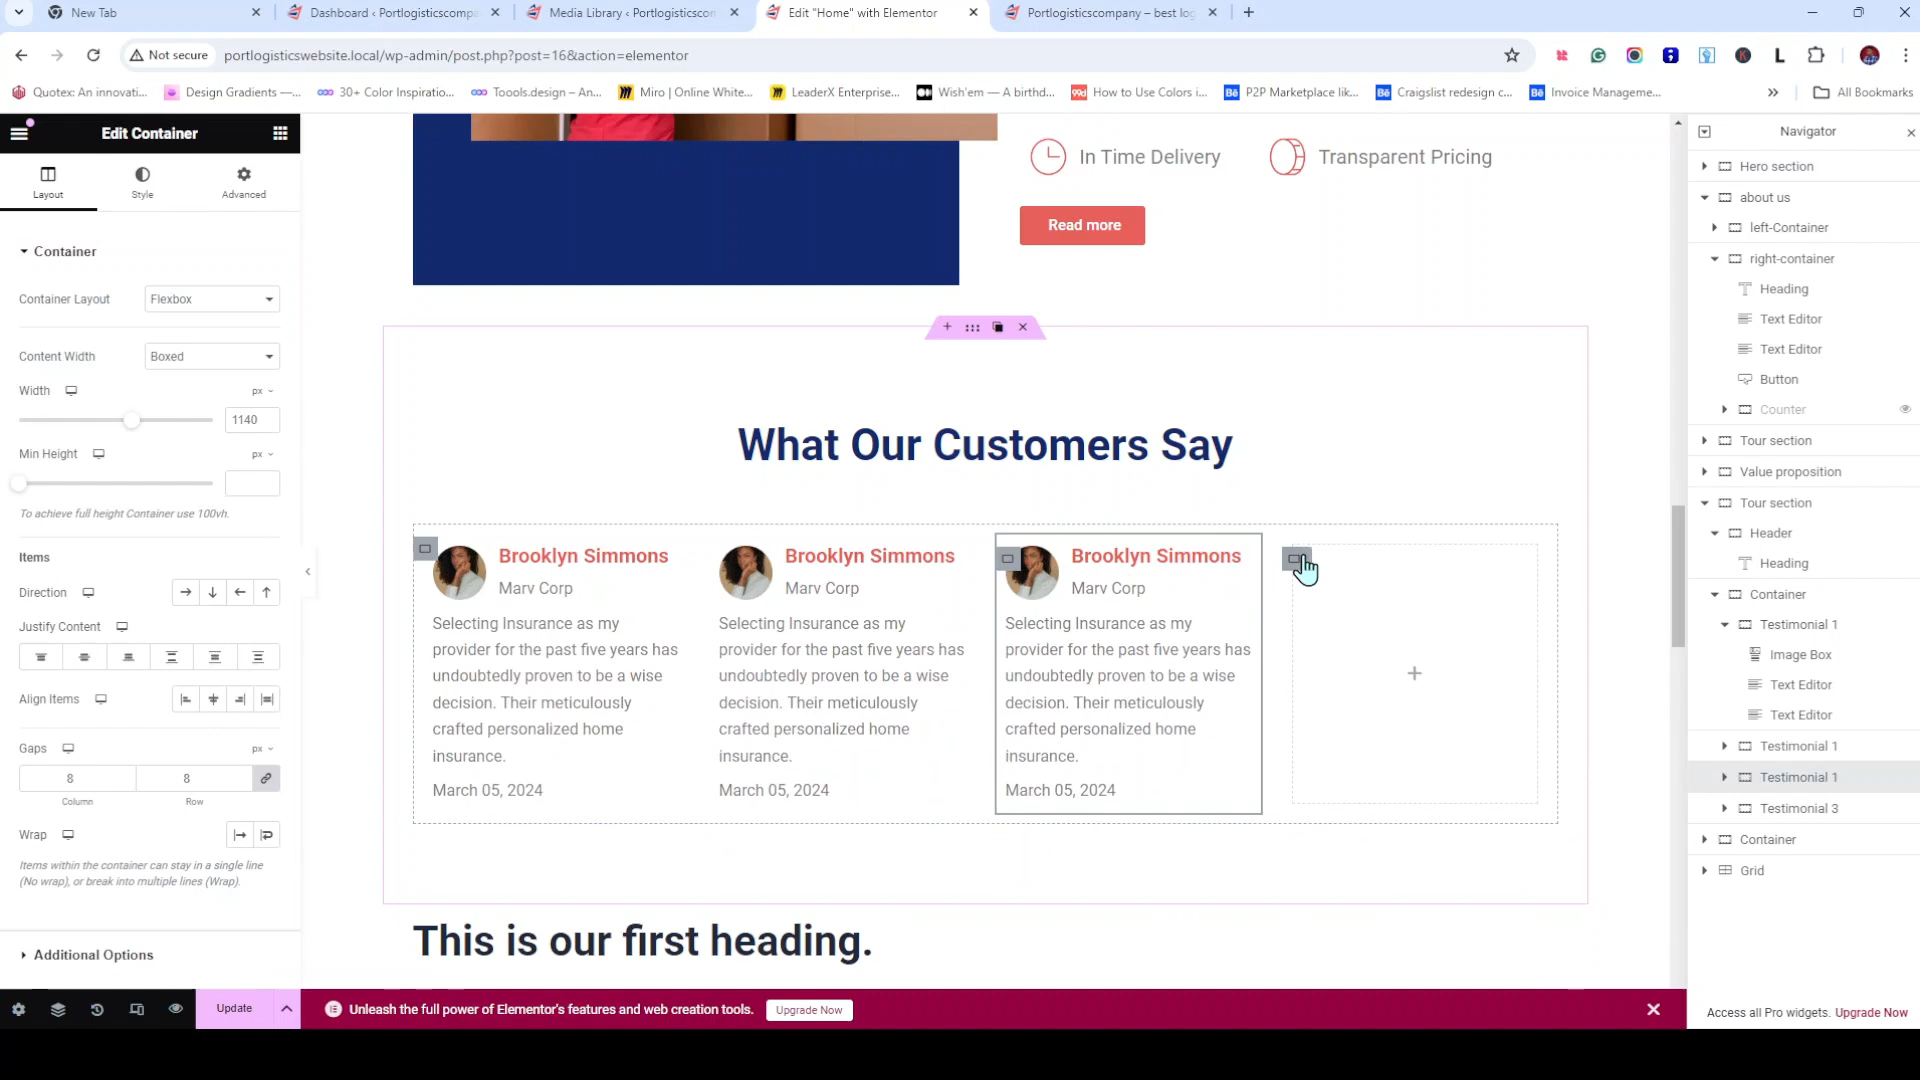 New Tab
Dashboard ‹ Portlogisticscompa
Media Library ‹ Portlogisticscon
Edit "Home" with Elementor
Portlogisticscompany – best log
Not secure
portlogisticswebsite.local/wp-admin/post.php?post=16&action=elementor
Quotex: An innovati...
Design Gradients —...
30+ Color Inspiratio...
Toools.design – An...
Miro | Online White...
LeaderX Enterprise...
Wish'em — A birthd...
How to Use Colors i...
P2P Marketplace lik...
Craigslist redesign c...
Invoice Manageme...
All Bookmarks
Edit Container
Layout
Style
Advanced
Container
Container Layout
Flexbox
Content Width
Boxed
Width
px
1140
Min Height
px
To achieve full height Container use 100vh.
Items
Direction
Justify Content
Align Items
Gaps
px
8
8
Column
Row
Wrap
Items within the container can stay in a single line
(No wrap), or break into multiple lines (Wrap).
Additional Options
Update
In Time Delivery
Transparent Pricing
Read more
What Our Customers Say
Brooklyn Simmons
Marv Corp
Selecting Insurance as my
provider for the past five years has
undoubtedly proven to be a wise
decision. Their meticulously
crafted personalized home
insurance.
March 05, 2024
Brooklyn Simmons
Marv Corp
Selecting Insurance as my
provider for the past five years has
undoubtedly proven to be a wise
decision. Their meticulously
crafted personalized home
insurance.
March 05, 2024
Brooklyn Simmons
Marv Corp
Selecting Insurance as my
provider for the past five years has
undoubtedly proven to be a wise
decision. Their meticulously
crafted personalized home
insurance.
March 05, 2024
This is our first heading.
Unleash the full power of Elementor's features and web creation tools.
Upgrade Now
Navigator
Hero section
about us
left-Container
right-container
Heading
Text Editor
Text Editor
Button
Counter
Tour section
Value proposition
Tour section
Header
Heading
Container
Testimonial 1
Image Box
Text Editor
Text Editor
Testimonial 1
Testimonial 1
Testimonial 3
Container
Grid
Access all Pro widgets. Upgrade Now